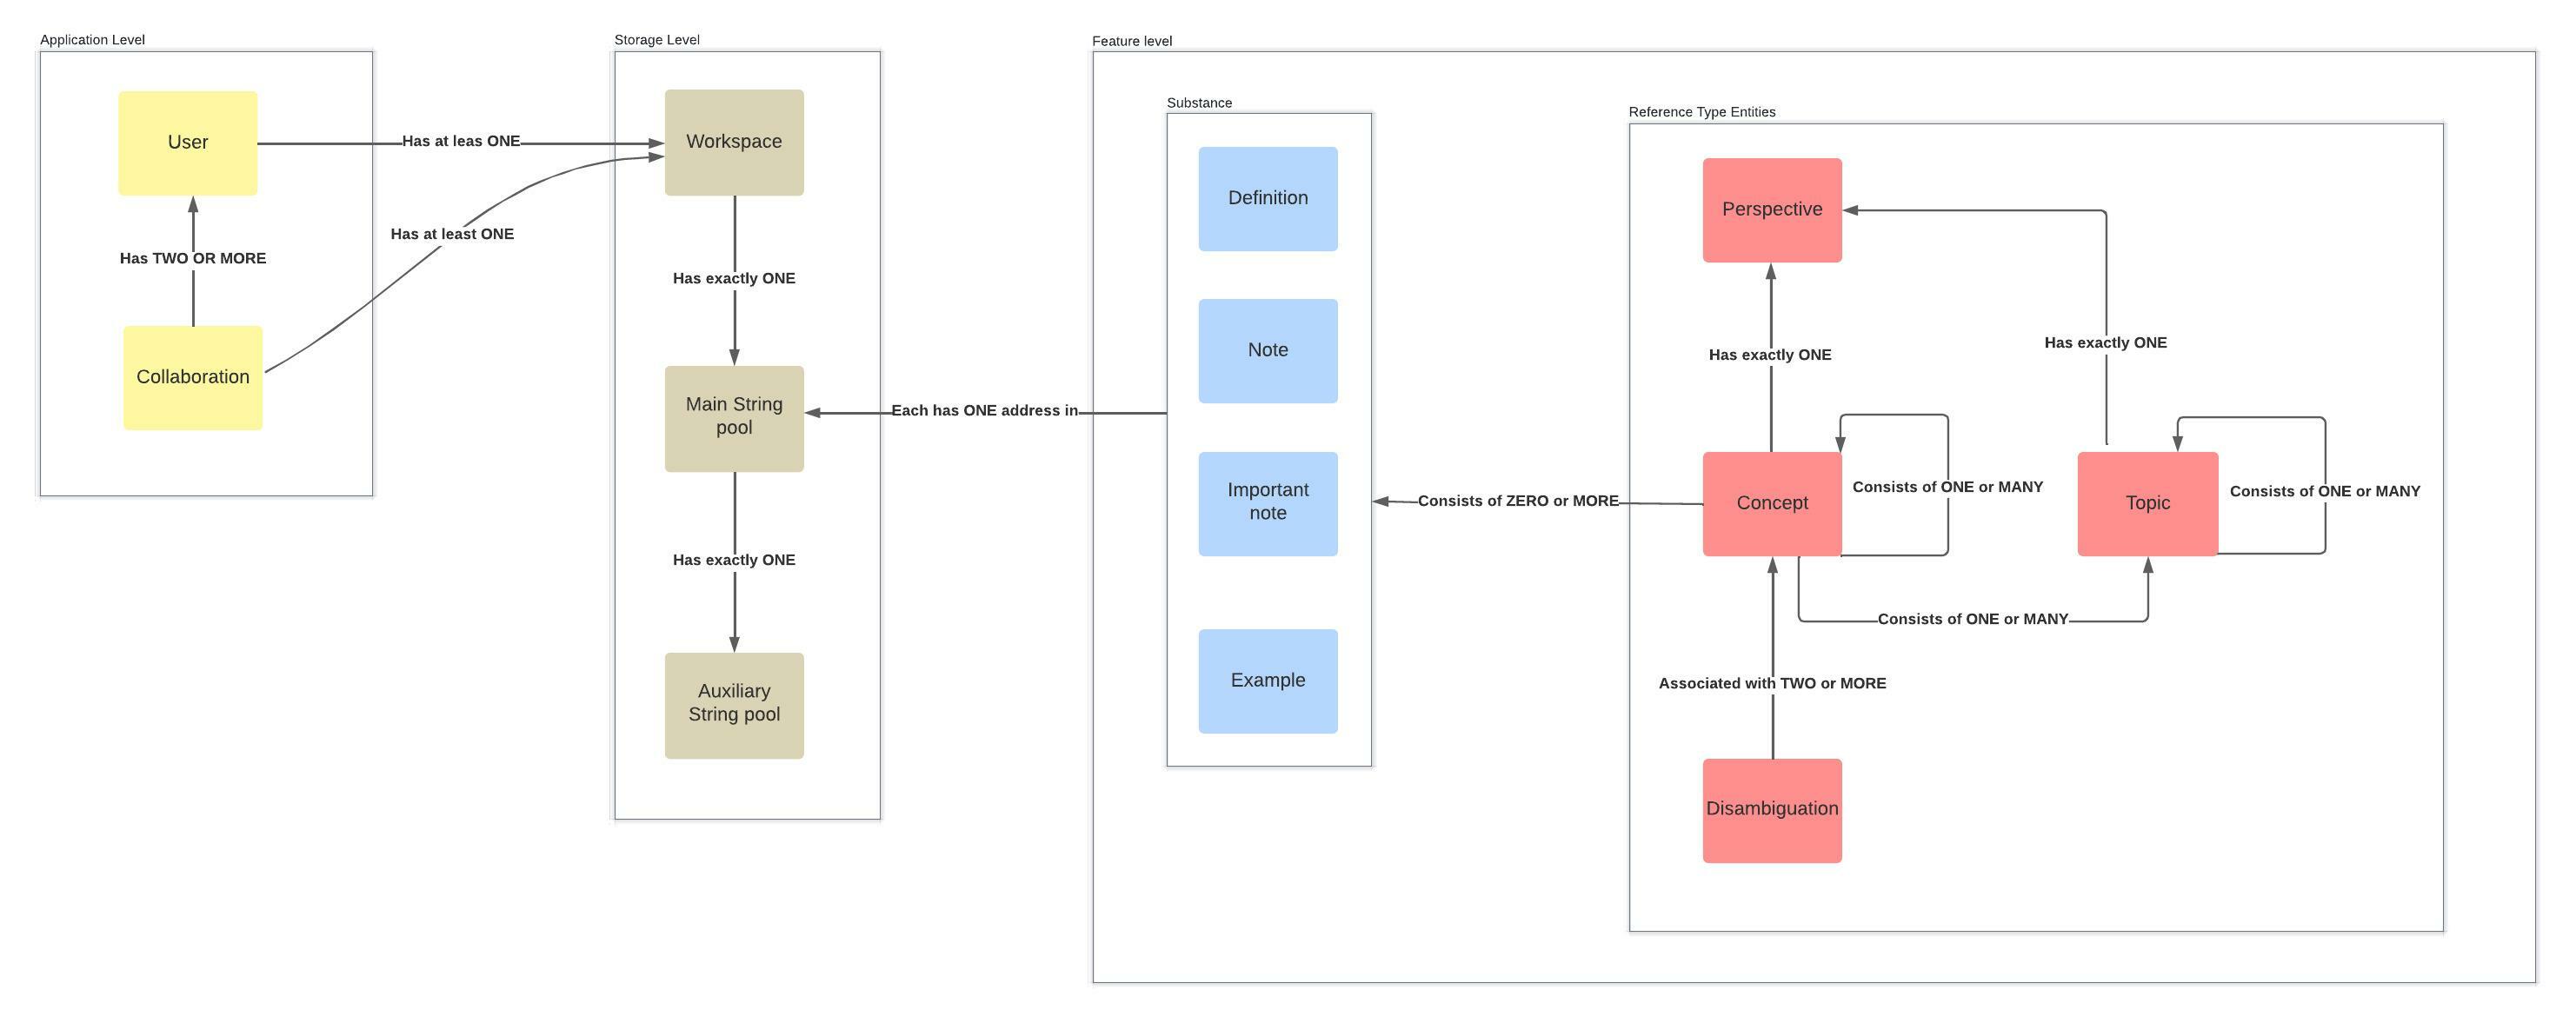 Application Level
User
Has TWO OR MORE
Collaboration
Has at leas ONE
Has at least ONE
Storage Level
Workspace
Has exactly ONE
Main String
pool
Has exactly ONE
Auxiliary
String pool
Each has ONE address in
Feature level
Substance
Definition
Note
Important
note
Example
Consists of ZERO or MORE
Reference Type Entities
Perspective
Has exactly ONE
Has exactly ONE
Concept
Consists of ONE or MANY
Topic
Consists of ONE or MANY
Consists of ONE or MANY
Associated with TWO or MORE
Disambiguation